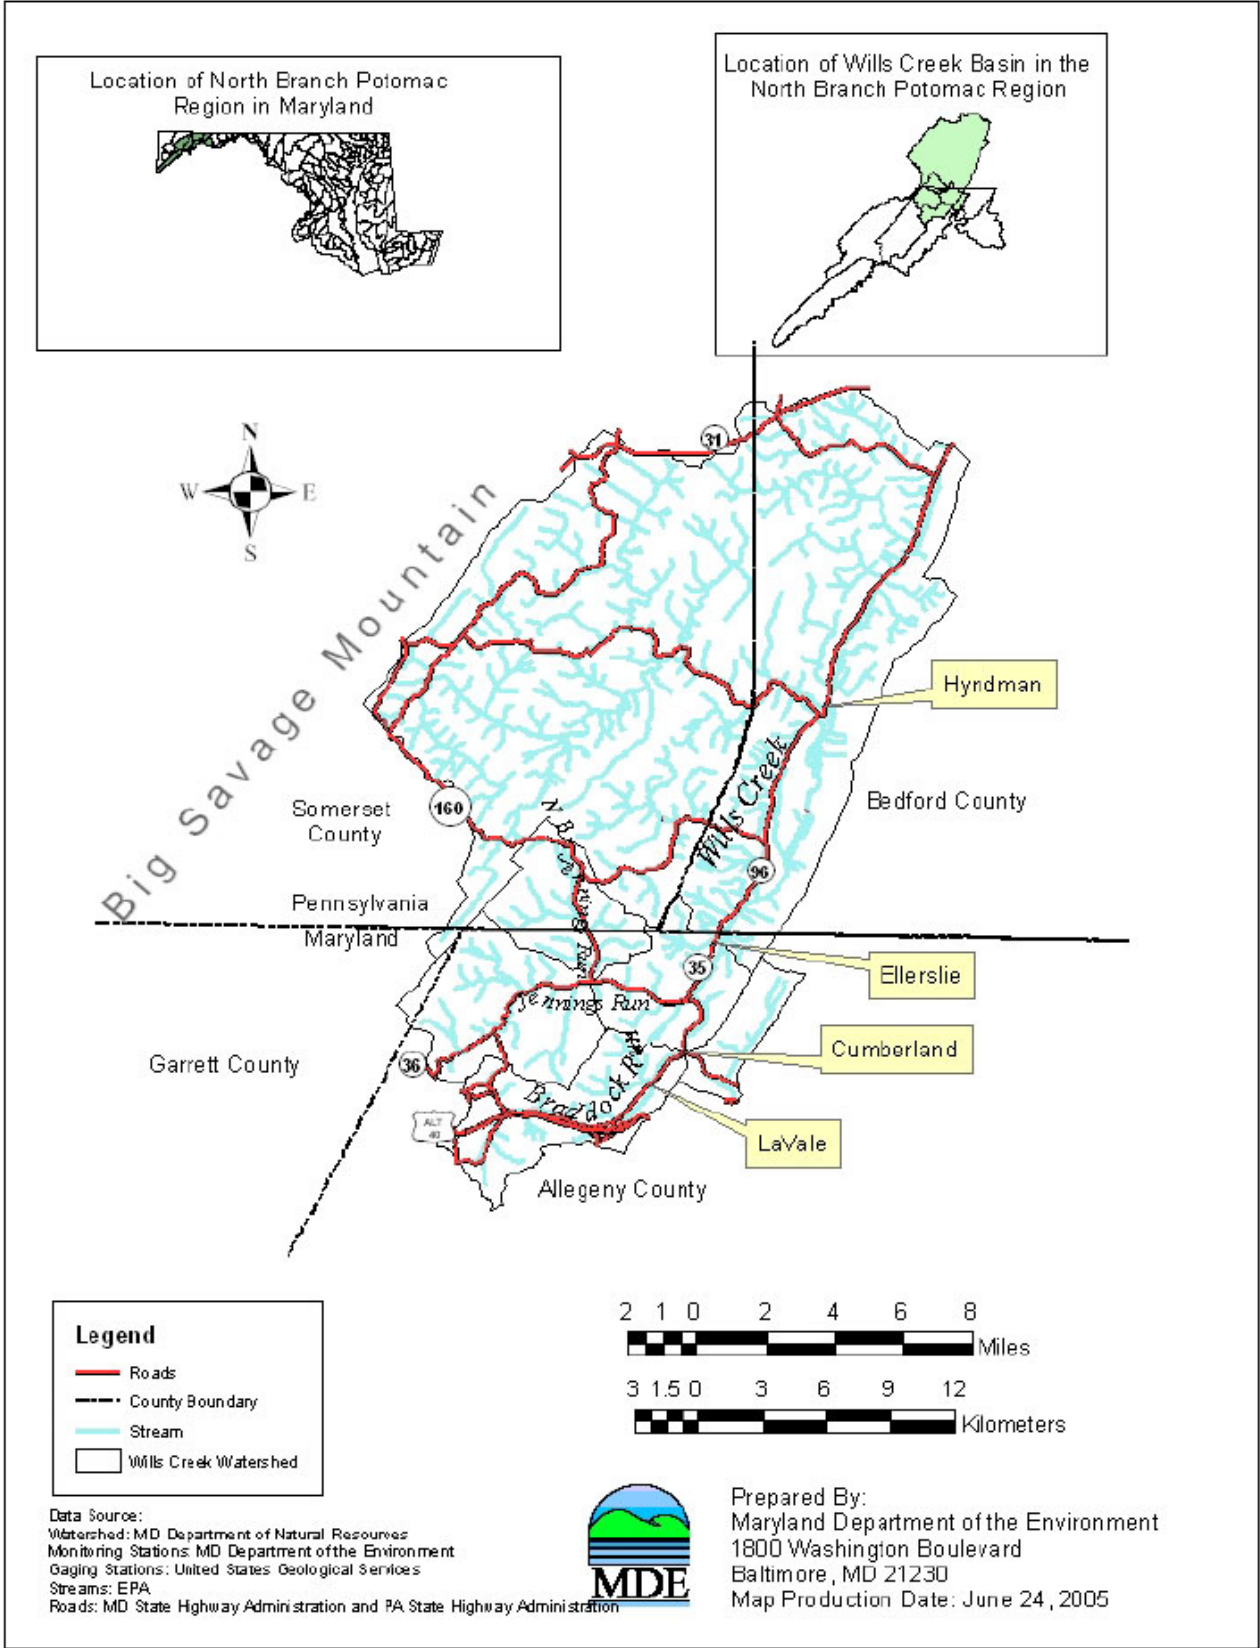 Location of North Branch Potomac
Region in Maryland
Location of Wills Creek Basin in the
North Branch Potomac Region
N
W
E
S
31
Big Savage Mountain
Hyndman
Wills Creek
Bedford County
Somerset
County
160
N Br Jennings Run
96
Pennsylvania
Maryland
Ellerslie
35
Jennings Run
Cumberland
Garrett County
36
Braddock Run
ALT
40
LaVale
Allegeny County
Legend
Roads
County Boundary
Stream
Wills Creek Watershed
2 1 0 2 4 6 8
Miles
3 1.5 0 3 6 9 12
Kilometers
Data Source:
Watershed: MD Department of Natural Resources
Monitoring Stations: MD Department of the Environment
Gaging Stations: United States Geological Services
Streams: EPA
Roads: MD State Highway Administration and PA State Highway Administration
MDE
Prepared By:
Maryland Department of the Environment
1800 Washington Boulevard
Baltimore, MD 21230
Map Production Date: June 24, 2005